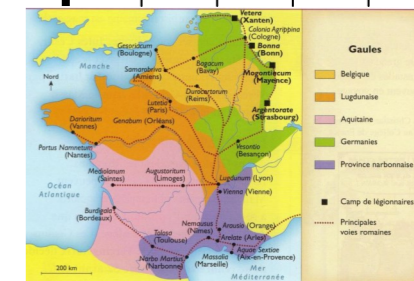 Vetera
(Xanten)
Colonia Agrippina
(Cologne)
Bonna
(Bonn)
Gesoriacum
(Boulogne)
Manche
Bagacum
(Bavay)
Mogontiacum
(Mayence)
Samarobriva
(Amiens)
Nord
Durocortorum
(Reims)
Lutetia
(Paris)
Argentorate
(Strasbourg)
Darioritum
(Vannes)
Genabum (Orléans)
Portus Namnetum
(Nantes)
Vesontio
(Besançon)
Mediolanum
(Saintes)
Augustoritum
(Limoges)
Lugdunum (Lyon)
Vienna (Vienne)
Océan
Atlantique
Burdigala
(Bordeaux)
Nemausus
(Nîmes)
Arausio (Orange)
Arelate (Arles)
Tolosa
(Toulouse)
Aquae Sextiae
(Aix-en-Provence)
Narbo Martius
(Narbonne)
Massalia
(Marseille)
Mer
Méditerranée
200 km
Gaules
Belgique
Lugdunaise
Aquitaine
Germanies
Province narbonnaise
Camp de légionnaires
Principales
voies romaines